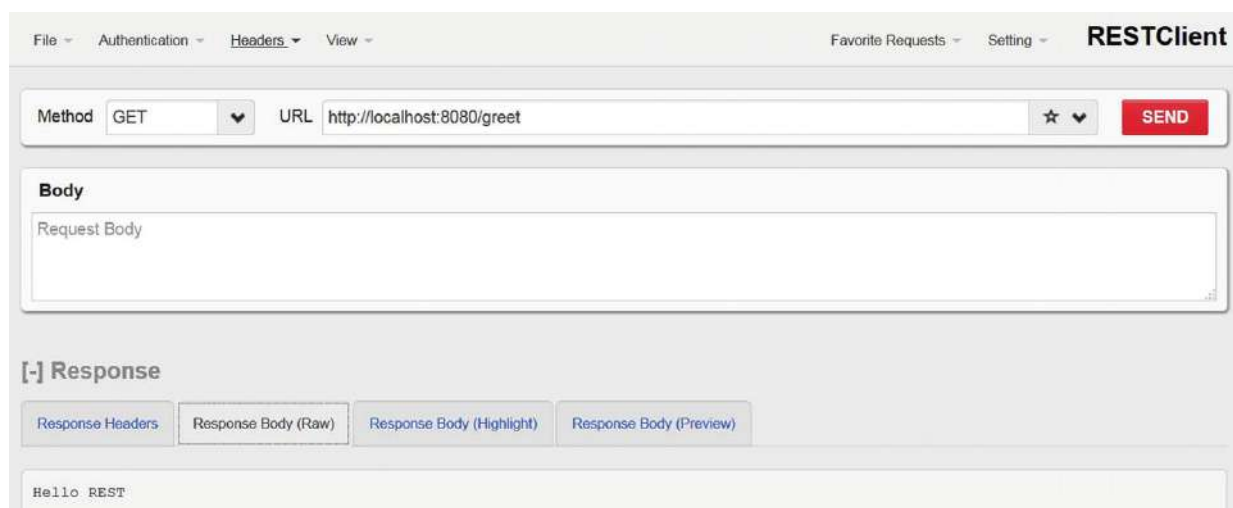 File Authentication Headers View Favorite Requests Setting RESTClient
Method GET URL http://localhost:8080/greet SEND
Body
Request Body
[-] Response
Response Headers Response Body (Raw) Response Body (Highlight) Response Body (Preview)
Hello REST